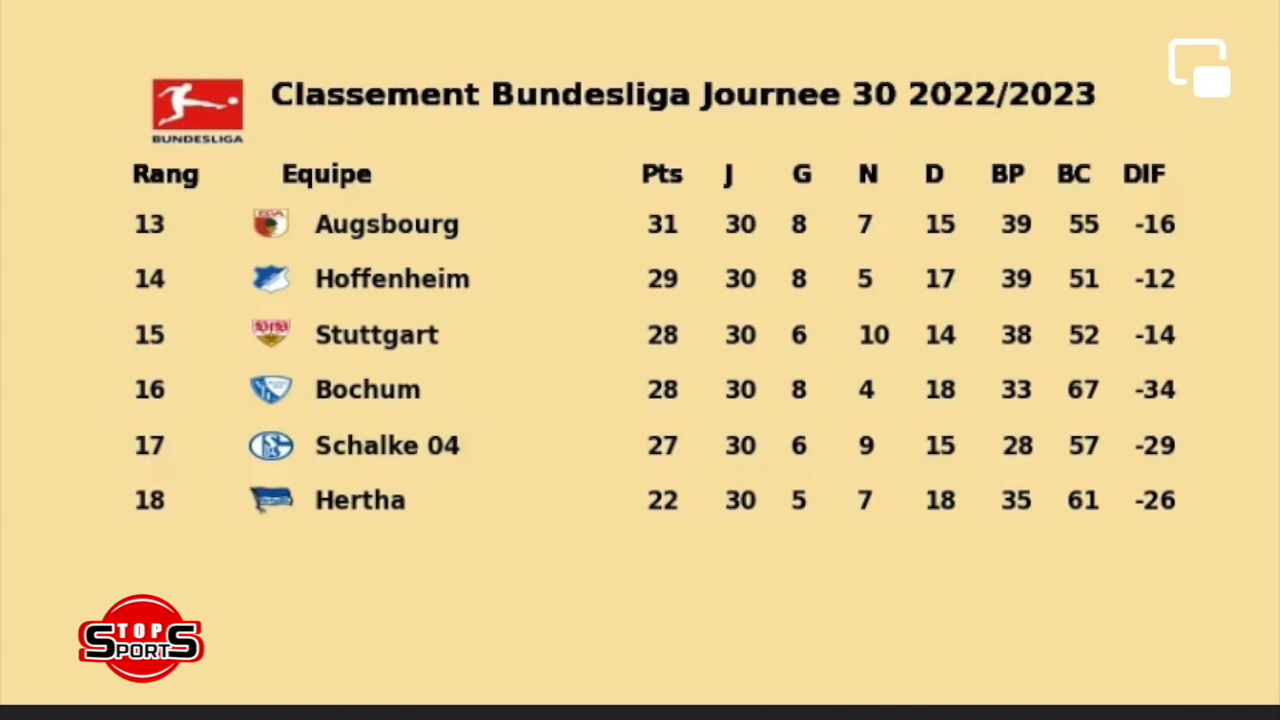 Classement Bundesliga Journee 30 2022/2023
BUNDESLIGA
Rang Equipe Pts J G N D BP BC DIF
13 Augsbourg 31 30 8 7 15 39 55 -16
14 Hoffenheim 29 30 8 5 17 39 51 -12
15 Stuttgart 28 30 6 10 14 38 52 -14
16 Bochum 28 30 8 4 18 33 67 -34
17 Schalke 04 27 30 6 9 15 28 57 -29
18 Hertha 22 30 5 7 18 35 61 -26
STOPS
SPORTS